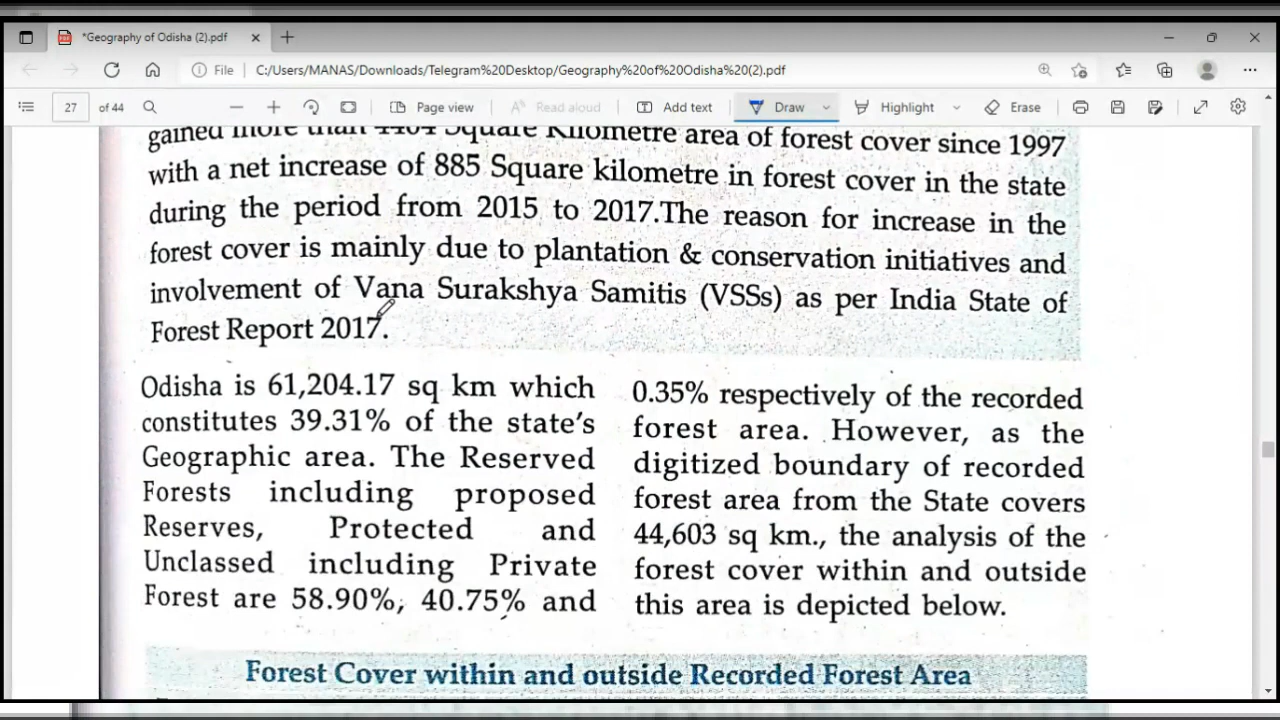 *Geography of Odisha (2).pdf
File
C:/Users/MANAS/Downloads/Telegram%20Desktop/Geography%20of%20Odisha%20(2).pdf
27 of 44
Page view
Read aloud
Add text
Draw
Highlight
Erase
gained more than 4404 Square Kilometre area of forest cover since 1997
with a net increase of 885 Square kilometre in forest cover in the state
during the period from 2015 to 2017.The reason for increase in the
forest cover is mainly due to plantation & conservation initiatives and
involvement of Vana Surakshya Samitis (VSSs) as per India State of
Forest Report 2017.
Odisha is 61,204.17 sq km which
constitutes 39.31% of the state's
Geographic area. The Reserved
Forests including proposed
Reserves, Protected and
Unclassed including Private
Forest are 58.90%, 40.75% and
0.35% respectively of the recorded
forest area. However, as the
digitized boundary of recorded
forest area from the State covers
44,603 sq km., the analysis of the
forest cover within and outside
this area is depicted below.
Forest Cover within and outside Recorded Forest Area